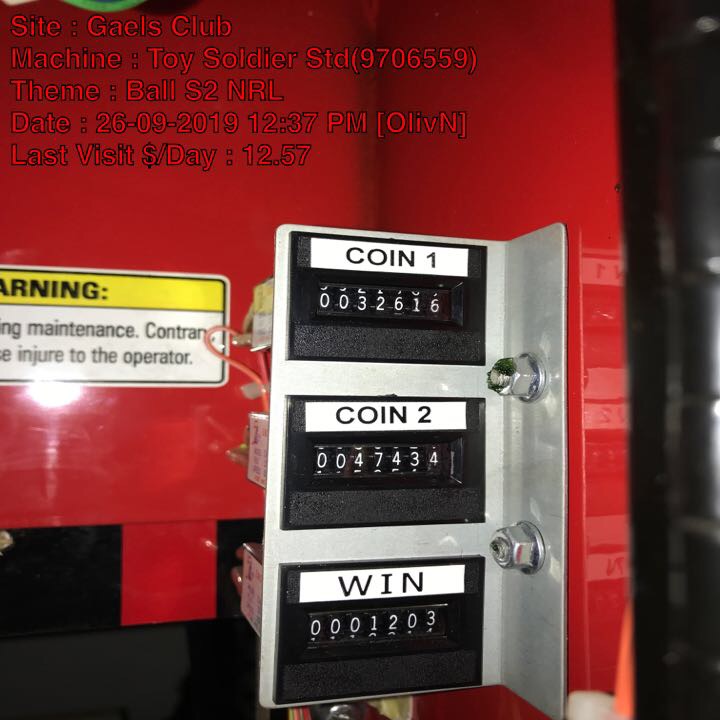 Site : Gaels Club
Machine : Toy Soldier Std(9706559)
Theme : Ball S2 NRL
Date : 26-09-2019 12:37 PM [OlivN]
Last Visit $/Day : 12.57
COIN 1
0032616
ARNING:
ing maintenance. Contrar
se injure to the operator.
COIN 2
0047434
WIN
0001203